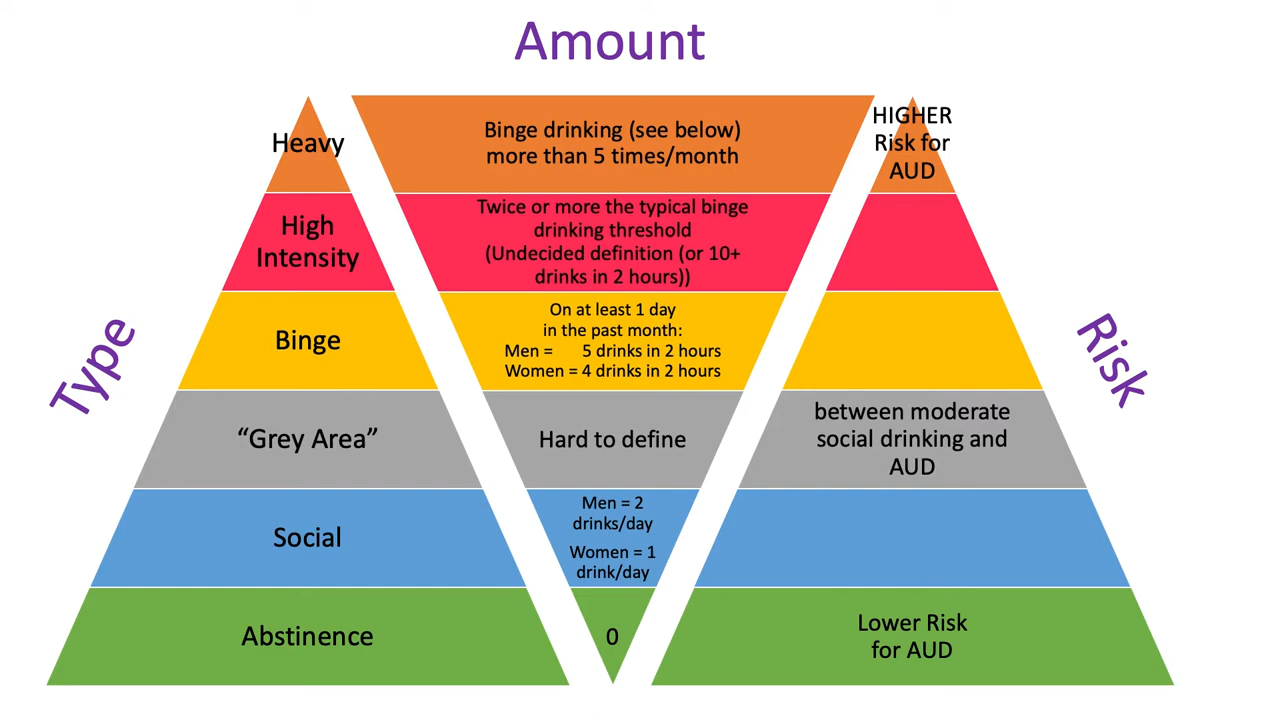 Amount
Type
Risk
Heavy
Binge drinking (see below)
more than 5 times/month
HIGHER
Risk for
AUD
High
Intensity
Twice or more the typical binge
drinking threshold
(Undecided definition (or 10+
drinks in 2 hours))
Binge
On at least 1 day
in the past month:
Men = 5 drinks in 2 hours
Women = 4 drinks in 2 hours
“Grey Area”
Hard to define
between moderate
social drinking and
AUD
Social
Men = 2
drinks/day
Women = 1
drink/day
Abstinence
0
Lower Risk
for AUD